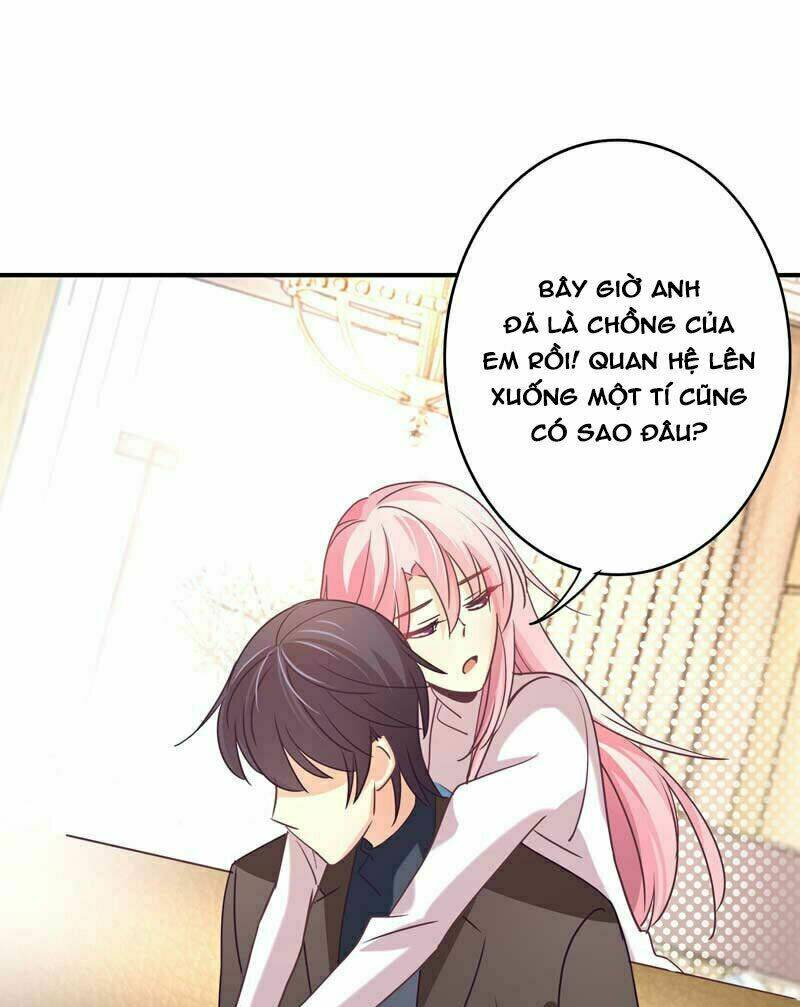 BÂY GIỜ ANH
ĐÃ LÀ CHỒNG CỦA
EM RỒI! QUAN HỆ LÊN
XUỐNG MỘT TÍ CŨNG
CÓ SAO ĐÂU?